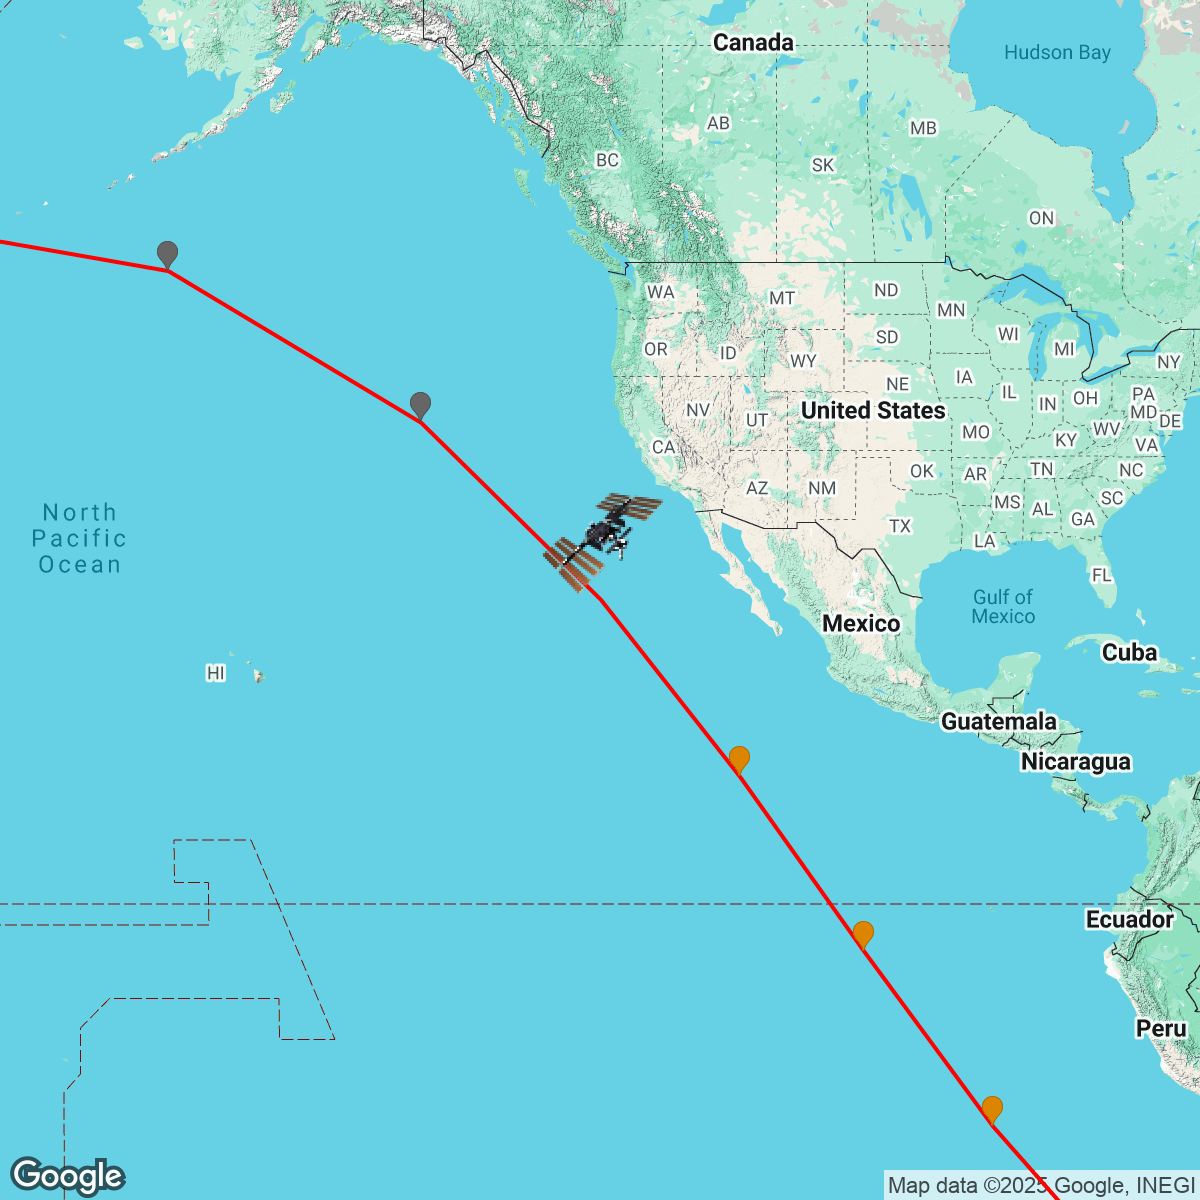 Canada
Hudson Bay
AB
MB
BC
SK
ON
WA
MT
ND
MN
OR
ID
WY
SD
WI
MI
NY
NE
IA
IL
IN
OH
PA
MD
DE
NV
UT
United States
MO
KY
WV
VA
CA
AZ
NM
OK
AR
TN
NC
MS
AL
SC
GA
TX
LA
FL
North
Pacific
Ocean
Gulf of
Mexico
Mexico
Cuba
HI
Guatemala
Nicaragua
Ecuador
Peru
Google
Map data ©2025 Google, INEGI